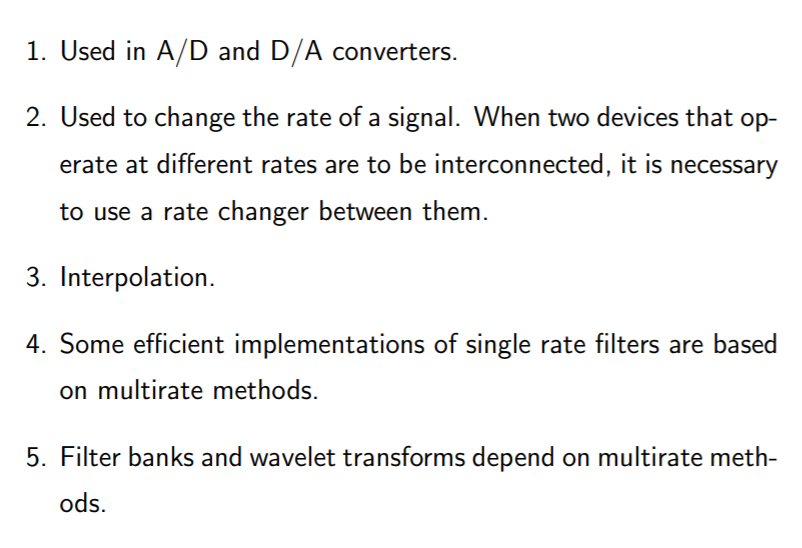 1. Used in A/D and D/A converters.
2. Used to change the rate of a signal. When two devices that op-
erate at different rates are to be interconnected, it is necessary
to use a rate changer between them.
3. Interpolation.
4. Some efficient implementations of single rate filters are based
on multirate methods.
5. Filter banks and wavelet transforms depend on multirate meth-
ods.